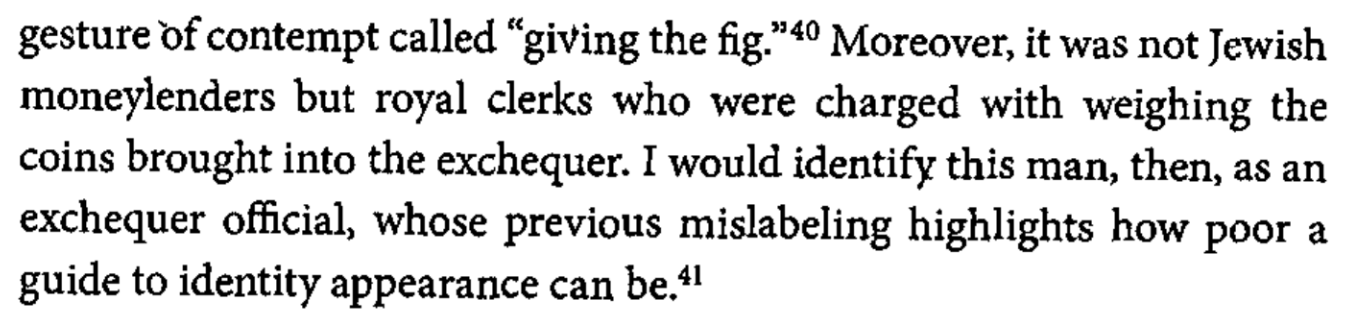 gesture of contempt called “giving the fig.”40 Moreover, it was not Jewish
moneylenders but royal clerks who were charged with weighing the
coins brought into the exchequer. I would identify this man, then, as an
exchequer official, whose previous mislabeling highlights how poor a
guide to identity appearance can be.41